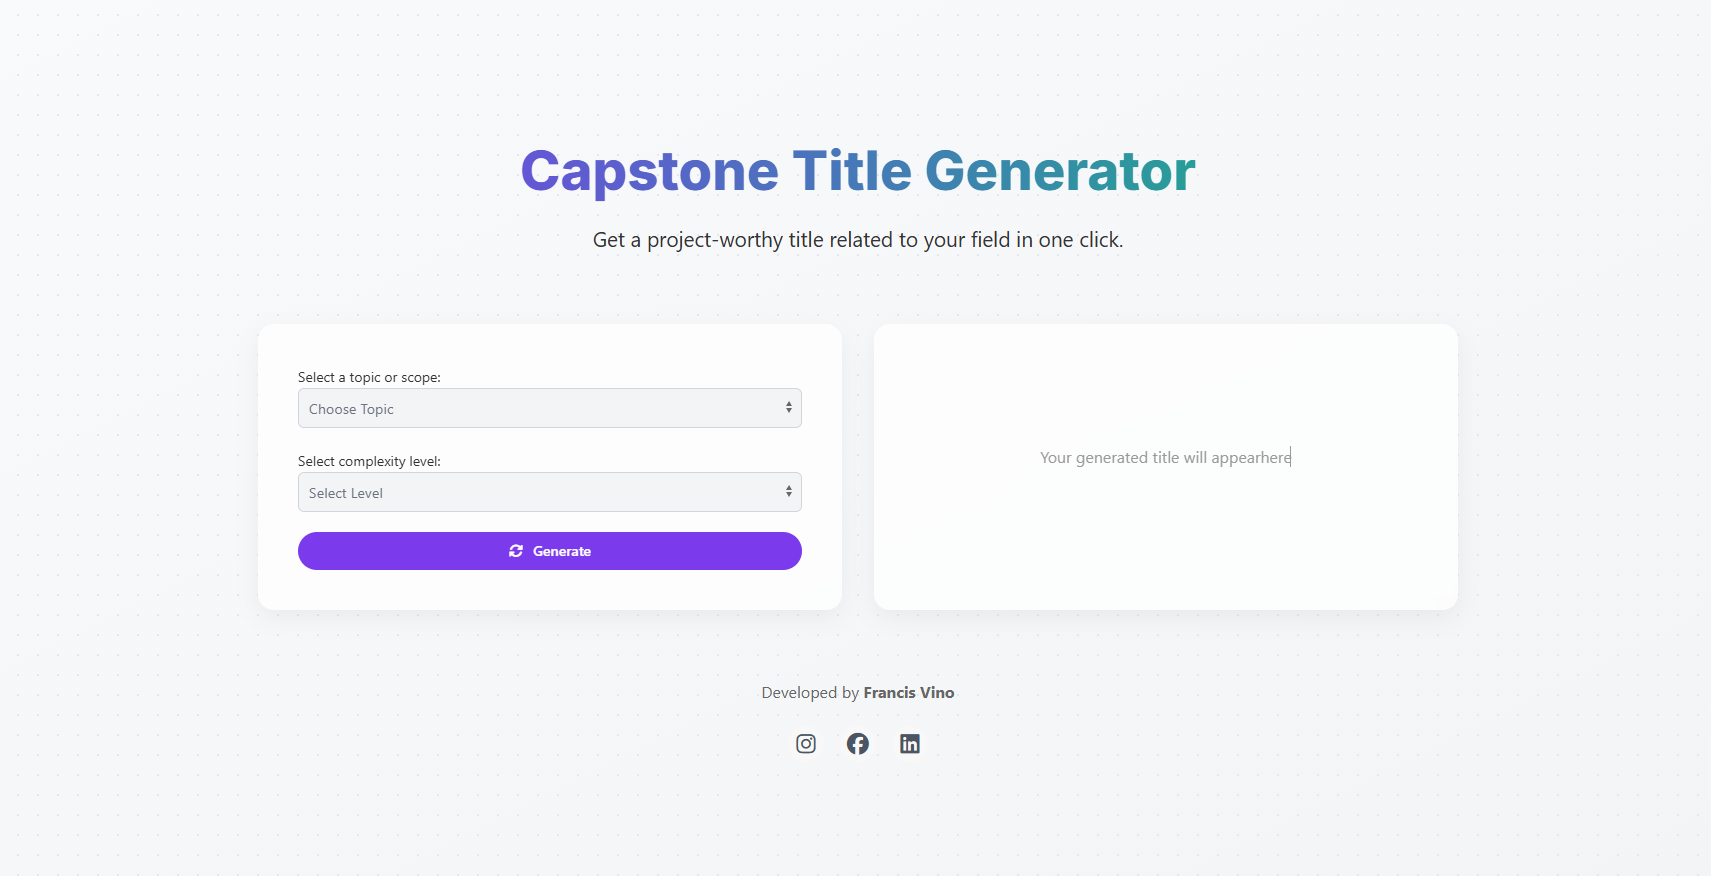 Capstone Title Generator
Get a project-worthy title related to your field in one click.
Select a topic or scope:
Choose Topic
Select complexity level:
Select Level
Generate
Your generated title will appearhere
Developed by Francis Vino